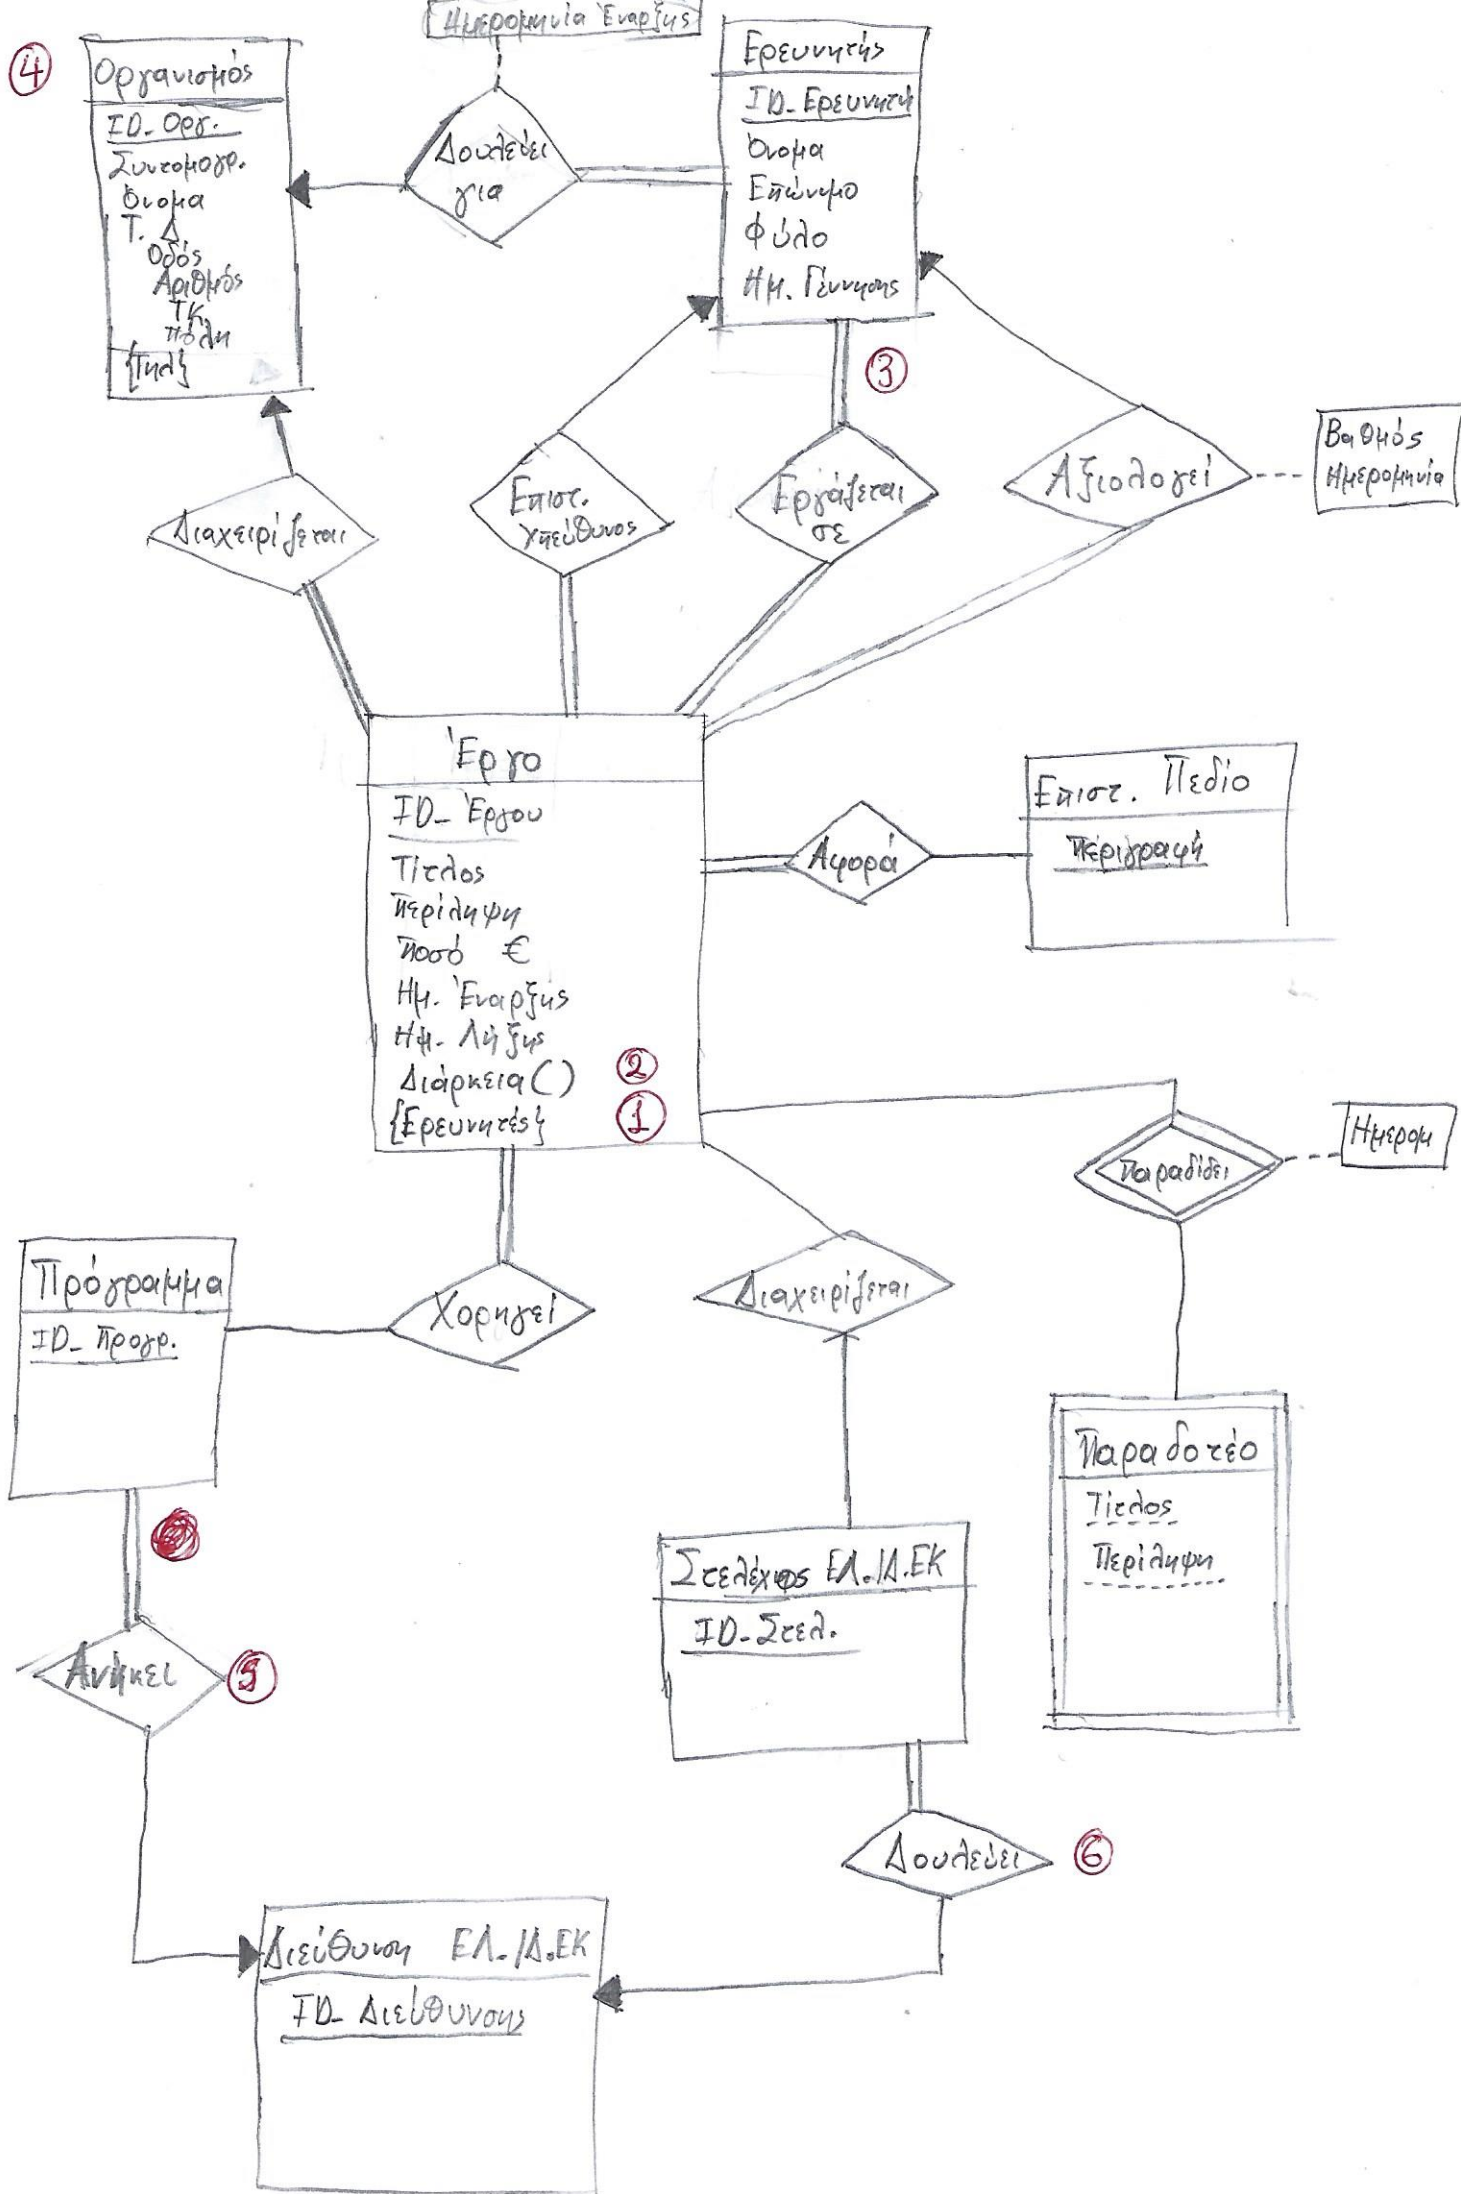 Ημερομηνία Έναρξης
④
Οργανισμός
ID_Οργ.
Συντομογρ.
Όνομα
Τ. Δ.
Οδός
Αριθμός
ΤΚ
πόλη
{Τηλ}
Δουλεύει
για
Ερευνητής
ID_Ερευνητή
Όνομα
Επώνυμο
Φύλο
Ημ. Γέννησης
③
Διαχειρίζεται
Επιστ.
Υπεύθυνος
Εργάζεται
σε
Αξιολογεί
Βαθμός
Ημερομηνία
Έργο
ID_Έργου
Τίτλος
περίληψη
ποσό €
Ημ. Έναρξης
Ημ. Λήξης
Διάρκεια() ②
{Ερευνητές} ①
Αφορά
Επιστ. Πεδίο
Περιγραφή
Παραδίδει
Ημερομ
Πρόγραμμα
ID_Προγρ.
Χορηγεί
Διαχειρίζεται
Παραδοτέο
Τίτλος
Περίληψη
Στελέχος ΕΛ.ΙΔ.ΕΚ
ID_Στελ.
Ανήκει
⑤
Δουλεύει
⑥
Διεύθυνση ΕΛ.ΙΔ.ΕΚ
ID_Διεύθυνσης